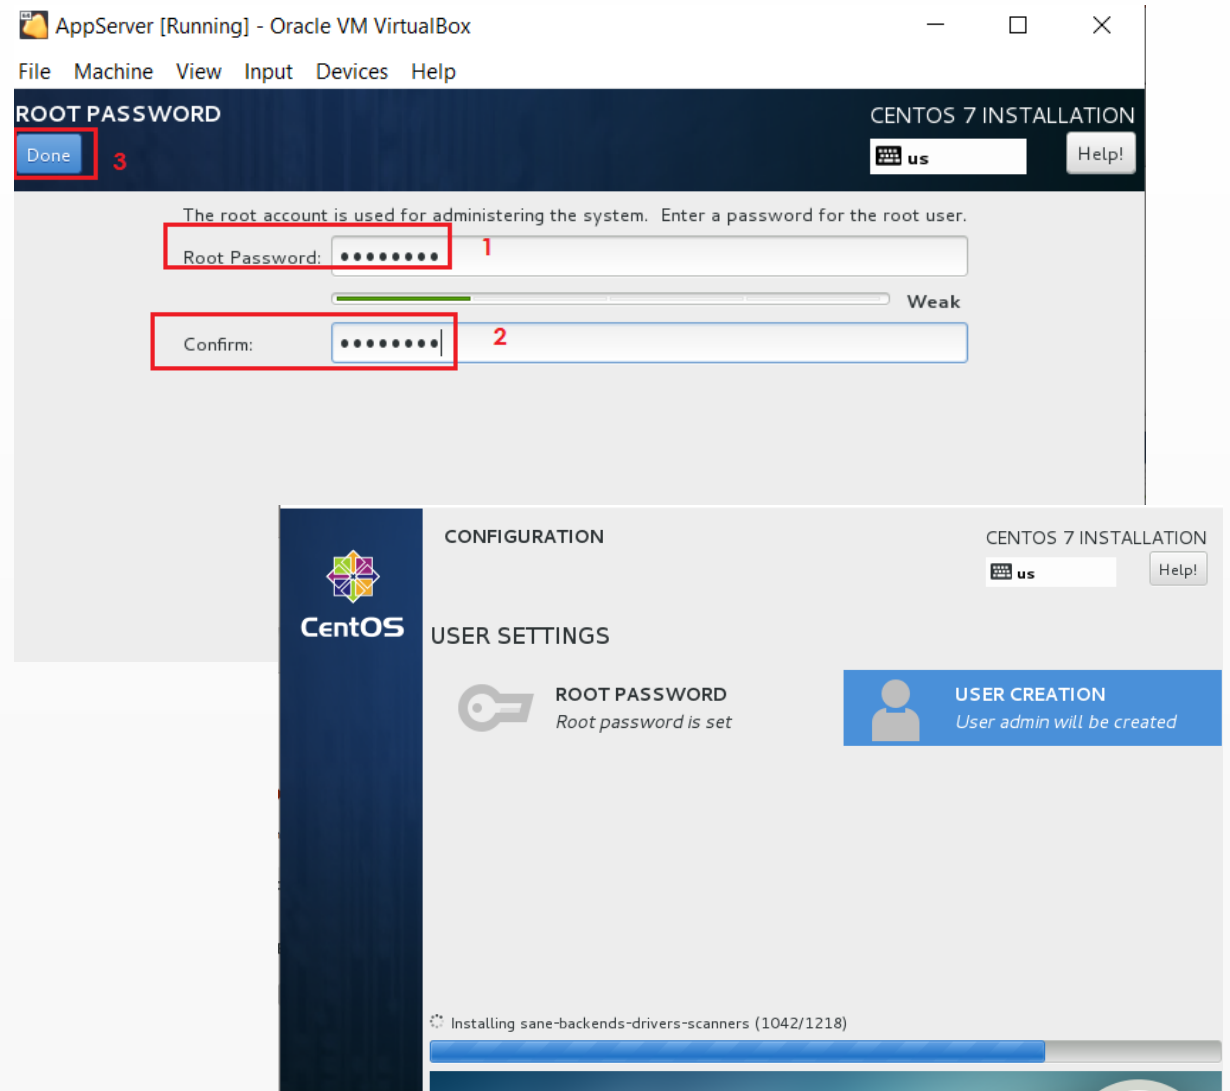 AppServer [Running] - Oracle VM VirtualBox
File Machine View Input Devices Help
ROOT PASSWORD
CENTOS 7 INSTALLATION
Done
3
us
Help!
The root account is used for administering the system. Enter a password for the root user.
Root Password: ●●●●●●●●
1
Weak
Confirm: ●●●●●●●●
2
CONFIGURATION
CENTOS 7 INSTALLATION
us
Help!
CentOS
USER SETTINGS
ROOT PASSWORD
Root password is set
USER CREATION
User admin will be created
Installing sane-backends-drivers-scanners (1042/1218)